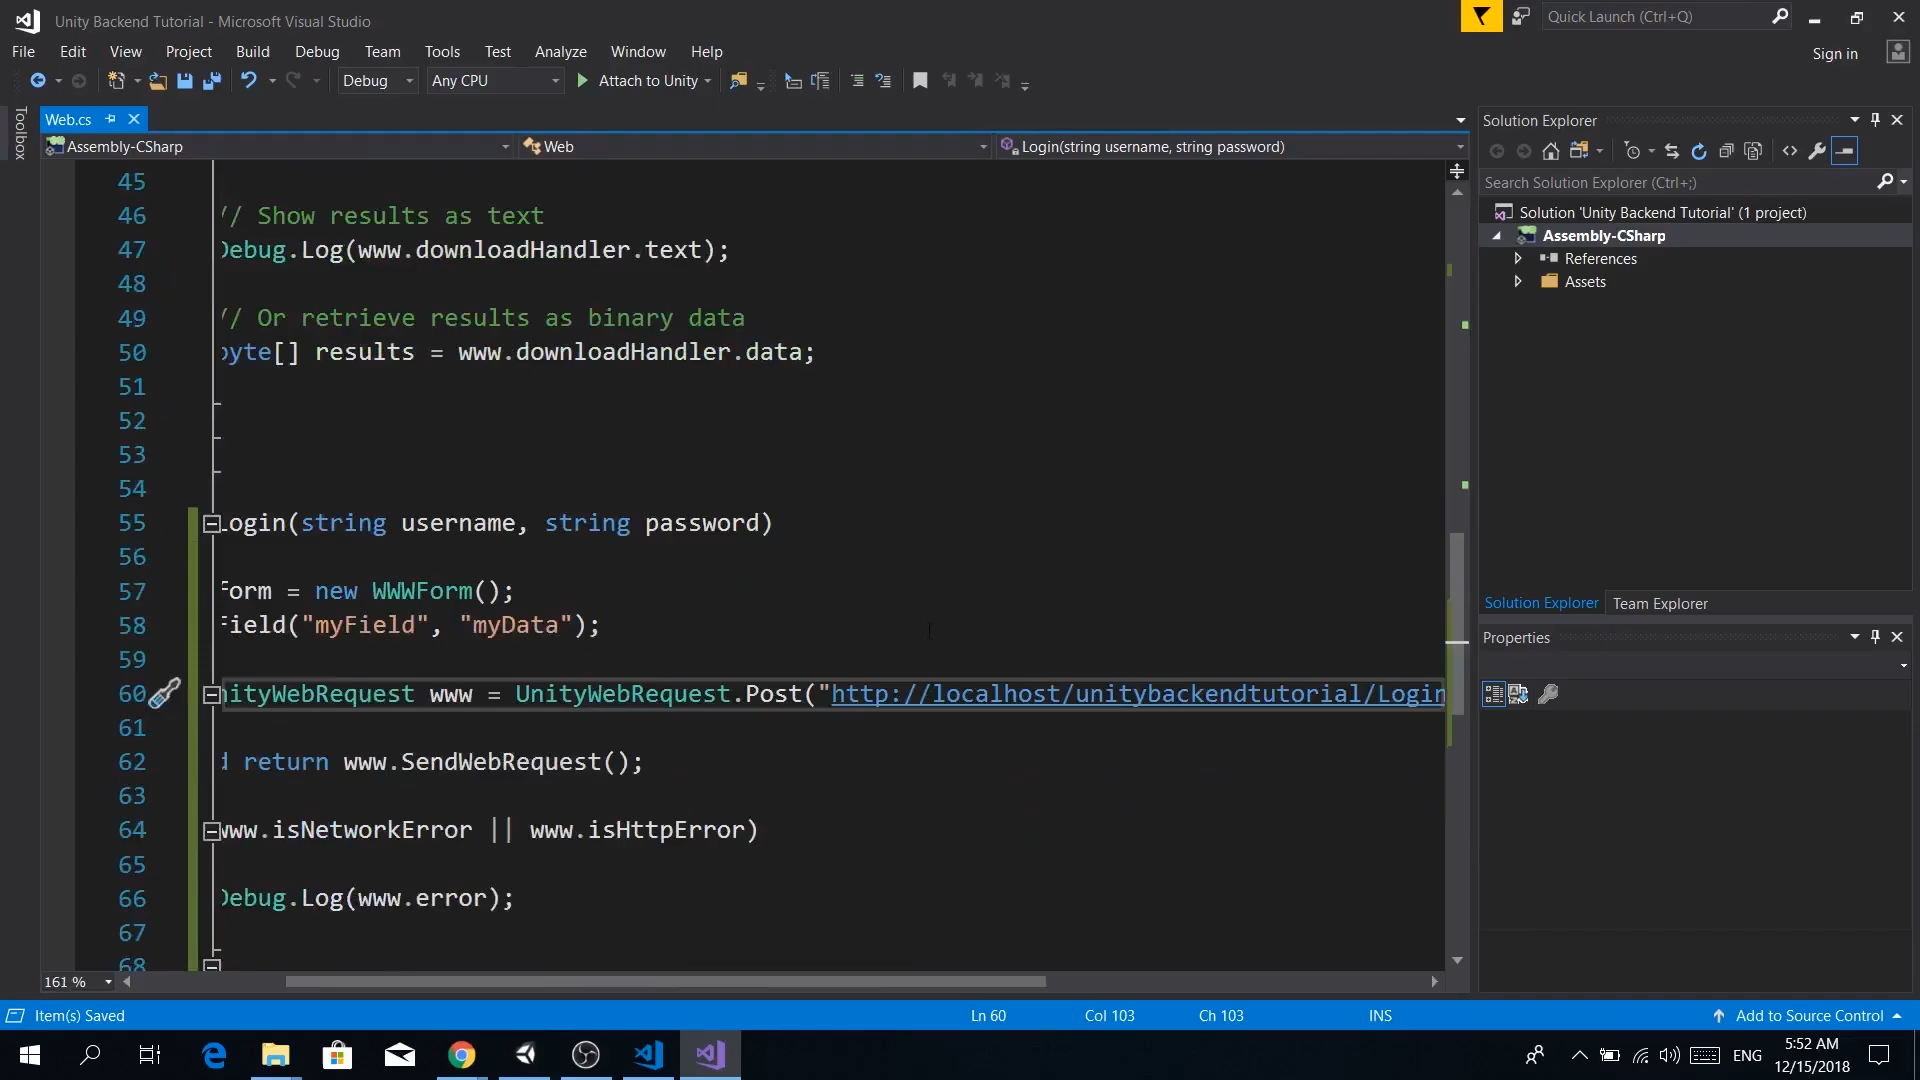 Unity Backend Tutorial - Microsoft Visual Studio
Quick Launch (Ctrl+Q)
File Edit View Project Build Debug Team Tools Test Analyze Window Help
Sign in
Debug Any CPU Attach to Unity
Toolbox
Web.cs
Assembly-CSharp Web Login(string username, string password)
45
46 // Show results as text
47 Debug.Log(www.downloadHandler.text);
48
49 // Or retrieve results as binary data
50 byte[] results = www.downloadHandler.data;
51
52
53
54
55 Login(string username, string password)
56
57 form = new WWWForm();
58 Field("myField", "myData");
59
60 nityWebRequest www = UnityWebRequest.Post("http://localhost/unitybackendtutorial/Login
61
62 d return www.SendWebRequest();
63
64 www.isNetworkError || www.isHttpError)
65
66 Debug.Log(www.error);
67
68
161 %
Solution Explorer
Search Solution Explorer (Ctrl+;)
Solution 'Unity Backend Tutorial' (1 project)
Assembly-CSharp
References
Assets
Solution Explorer Team Explorer
Properties
Item(s) Saved Ln 60 Col 103 Ch 103 INS Add to Source Control
ENG
5:52 AM
12/15/2018